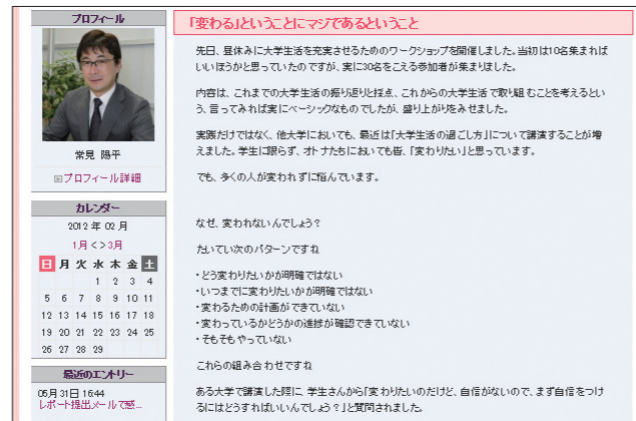 プロフィール
常見 陽平
プロフィール詳細
カレンダー
2012 年 02 月
1月 < > 3月
日 月 火 水 木 金 土
1 2 3 4
5 6 7 8 9 10 11
12 13 14 15 16 17 18
19 20 21 22 23 24 25
26 27 28 29
最近のエントリー
05月31日 16:44
レポート提出メールで感...
「変わる」ということにマジであるということ
先日、昼休みに大学生活を充実させるためのワークショップを開催しました。当初は10名集まれば
いいほうかと思っていたのですが、実に30名をこえる参加者が集まりました。
内容は、これまでの大学生活の振り返りと採点、これからの大学生活で取り組むことを考えるとい
う、言ってみれば実にベーシックなものでしたが、盛り上がりをみせました。
実践だけではなく、他大学においても、最近は「大学生活の過ごし方」について講演することが増
えました。学生に限らず、オトナたちにおいても皆、「変わりたい」と思っています。
でも、多くの人が変われずに悩んでいます。
なぜ、変われないんでしょう？
たいてい次のパターンですね
・どう変わりたいかが明確ではない
・いつまでに変わりたいかが明確ではない
・変わるための計画ができていない
・変わっているかどうかの進捗が確認できていない
・そもそもやっていない
これらの組み合わせですね
ある大学で講演した際に、学生さんから「変わりたいのだけど、自信がないので、まず自信をつけ
るにはどうすればいいんでしょう？」と質問されました。